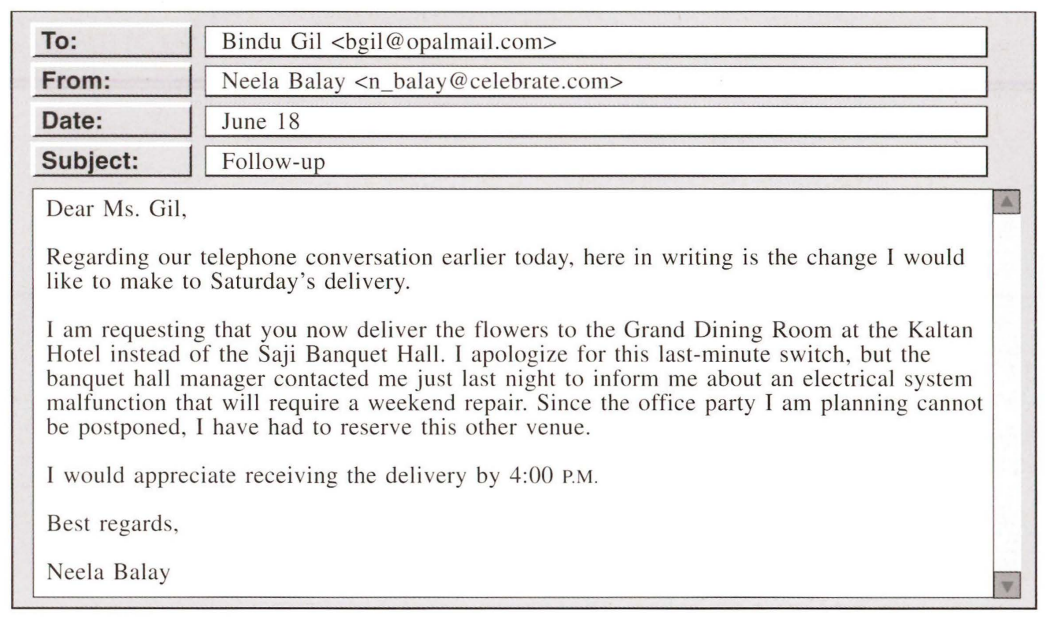 To: Bindu Gil <bgil@opalmail.com>
From: Neela Balay <n_balay@celebrate.com>
Date: June 18
Subject: Follow-up
Dear Ms. Gil,
Regarding our telephone conversation earlier today, here in writing is the change I would
like to make to Saturday's delivery.
I am requesting that you now deliver the flowers to the Grand Dining Room at the Kaltan
Hotel instead of the Saji Banquet Hall. I apologize for this last-minute switch, but the
banquet hall manager contacted me just last night to inform me about an electrical system
malfunction that will require a weekend repair. Since the office party I am planning cannot
be postponed, I have had to reserve this other venue.
I would appreciate receiving the delivery by 4:00 P.M.
Best regards,
Neela Balay